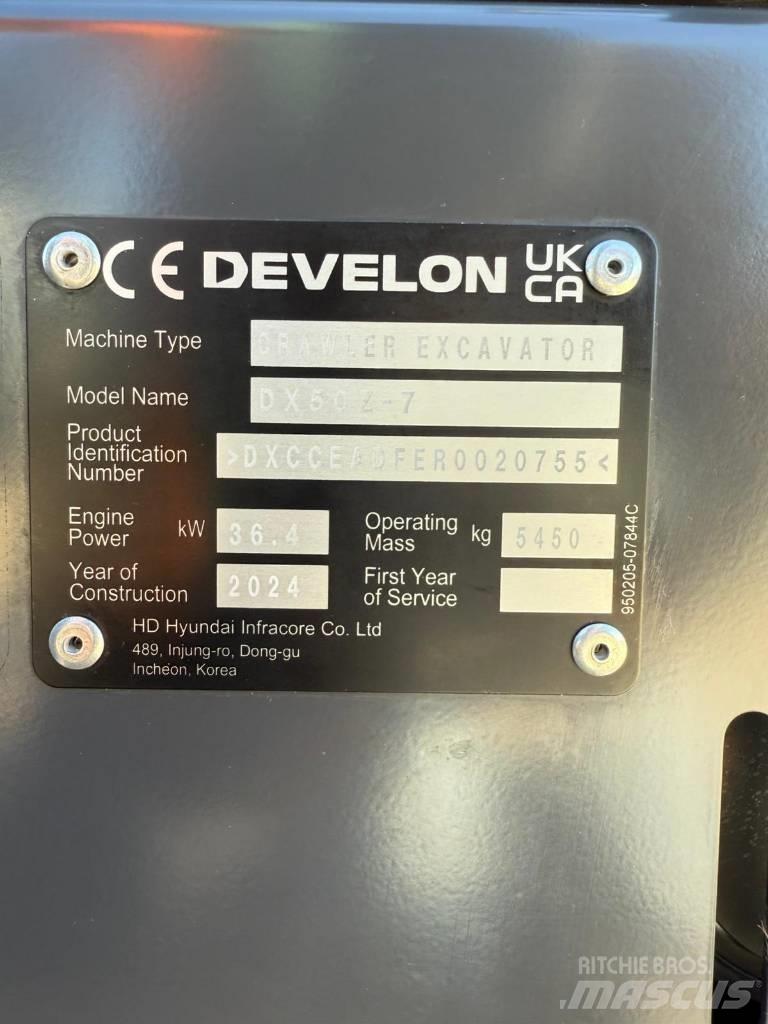 CE DEVELON UK CA
Machine Type CRAWLER EXCAVATOR
Model Name DX50Z-7
Product Identification Number >DXCCEADFER0020755<
Engine Power kW 36.4
Operating Mass kg 5450
Year of Construction 2024
First Year of Service
HD Hyundai Infracore Co. Ltd
489, Injung-ro, Dong-gu
Incheon, Korea
950205-07844C
RITCHIE BROS.
MASCUS